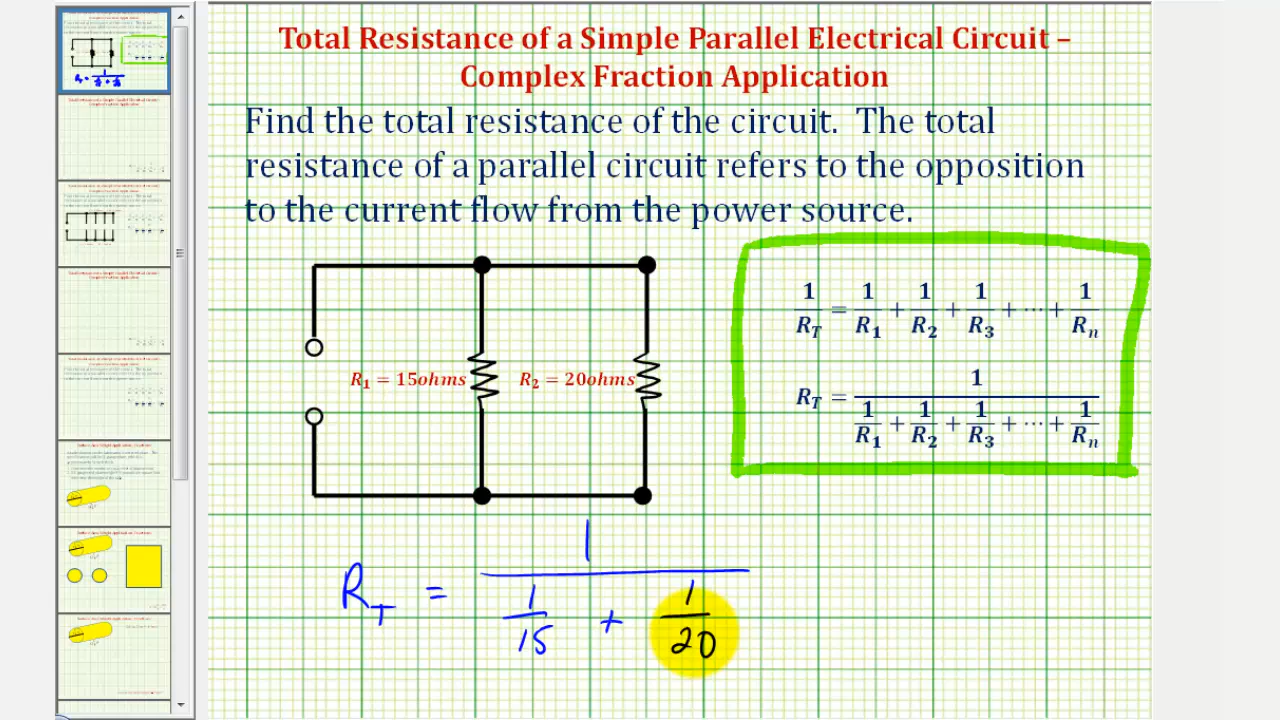 Total Resistance of a Simple Parallel Electrical Circuit –
Complex Fraction Application
Find the total resistance of the circuit. The total
resistance of a parallel circuit refers to the opposition
to the current flow from the power source.
R₁ = 15ohms
R₂ = 20ohms
1/R_T = 1/R₁ + 1/R₂ + 1/R₃ + ⋯ + 1/Rₙ
R_T = 1/(1/R₁ + 1/R₂ + 1/R₃ + ⋯ + 1/Rₙ)
R_T = 1/(1/15 + 1/20)